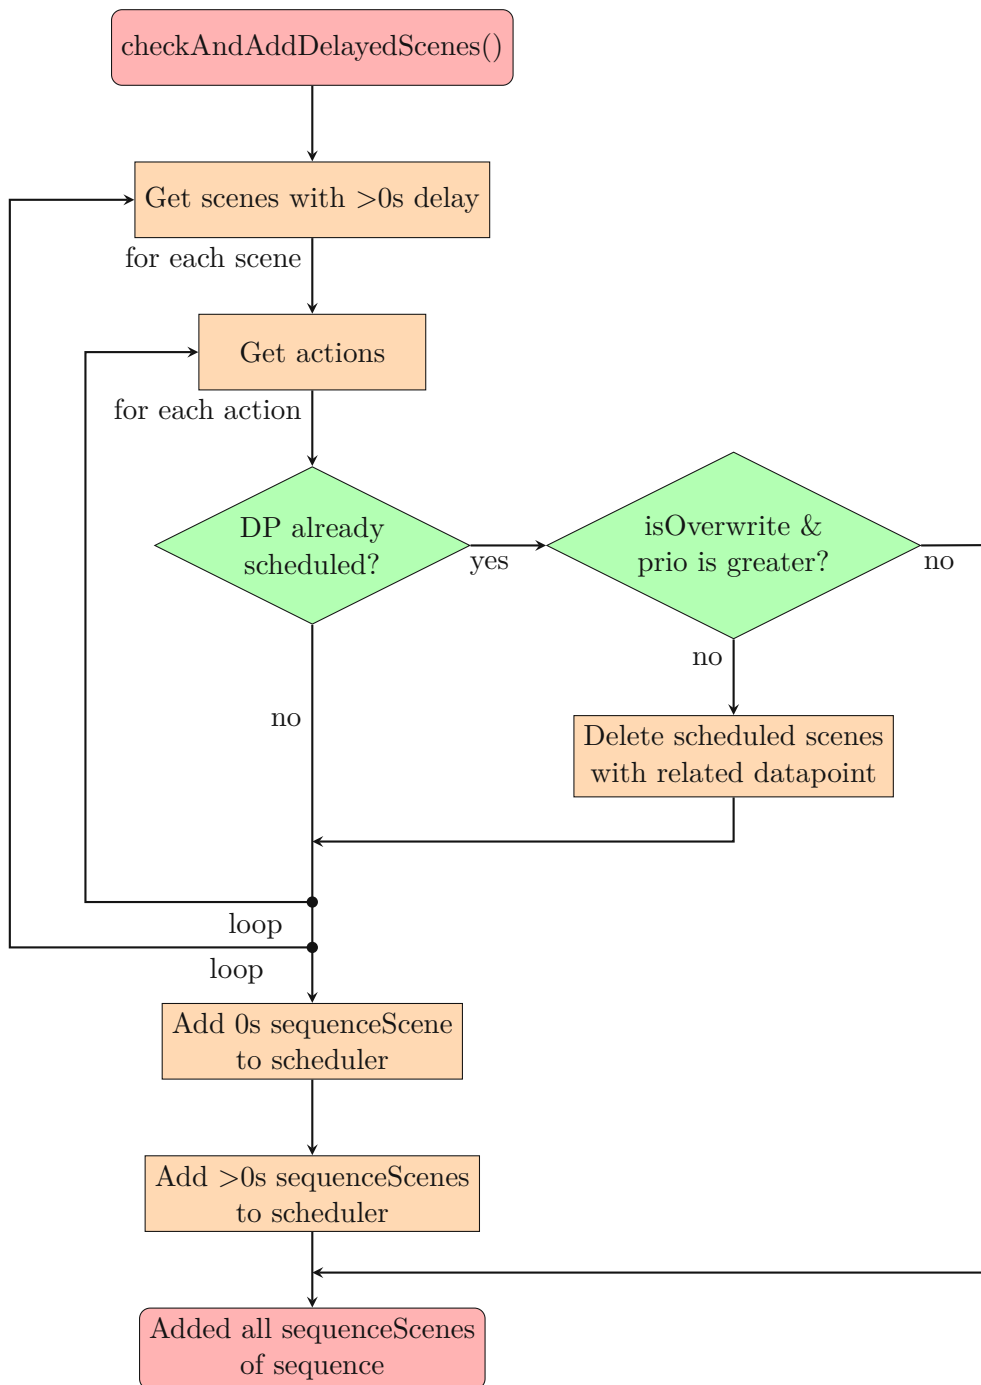 checkAndAddDelayedScenes()
Get scenes with >0s delay
for each scene
Get actions
for each action
DP already
scheduled?
yes
isOverwrite &
prio is greater?
no
no
no
Delete scheduled scenes
with related datapoint
loop
loop
Add 0s sequenceScene
to scheduler
Add >0s sequenceScenes
to scheduler
Added all sequenceScenes
of sequence